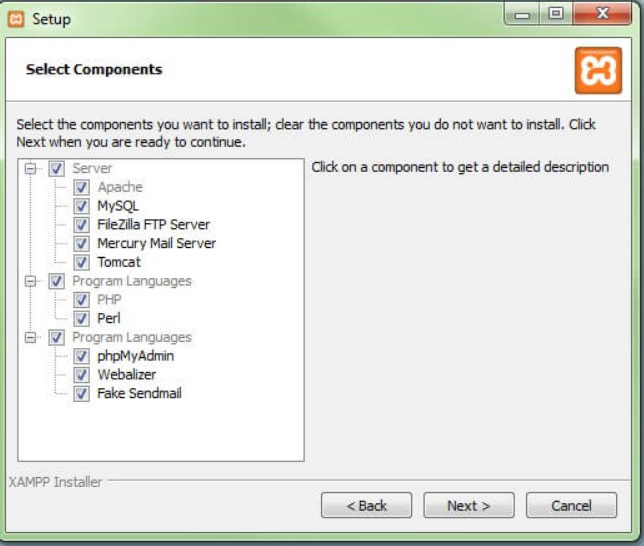 Setup
Select Components
Select the components you want to install; clear the components you do not want to install. Click
Next when you are ready to continue.
Server
Apache
MySQL
FileZilla FTP Server
Mercury Mail Server
Tomcat
Program Languages
PHP
Perl
Program Languages
phpMyAdmin
Webalizer
Fake Sendmail
Click on a component to get a detailed description
XAMPP Installer
< Back
Next >
Cancel